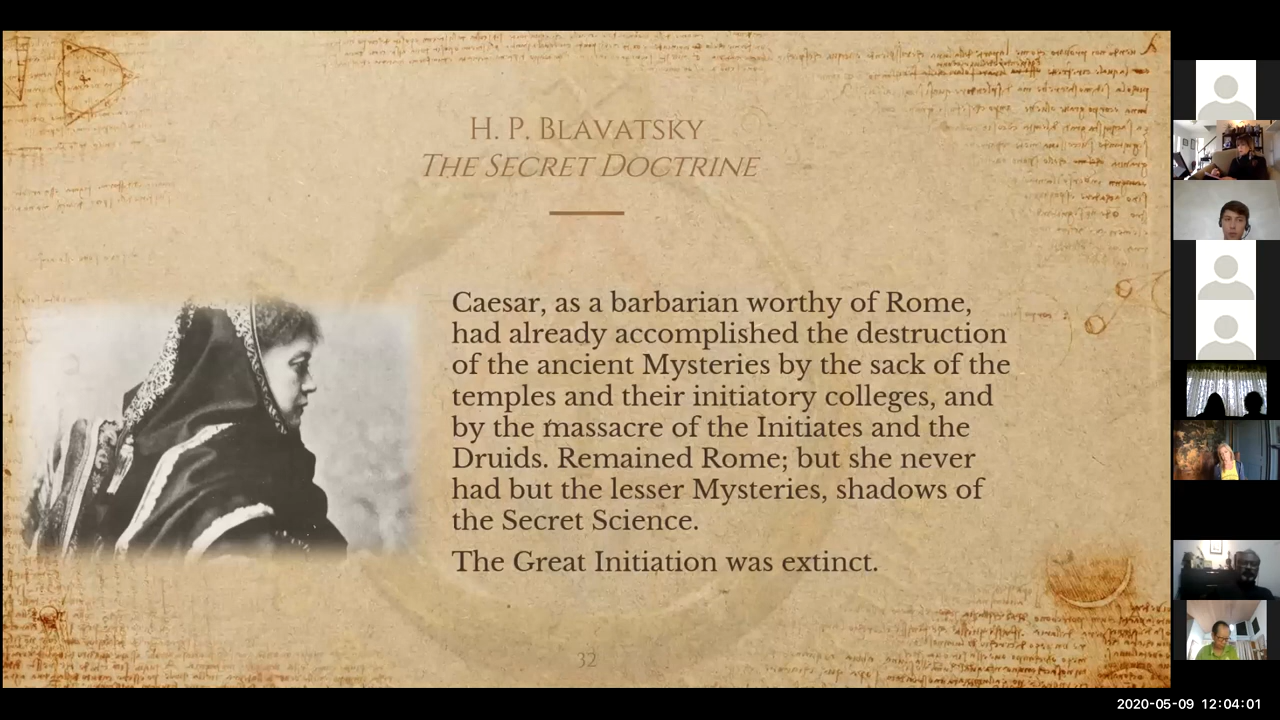 H. P. BLAVATSKY
THE SECRET DOCTRINE
Caesar, as a barbarian worthy of Rome,
had already accomplished the destruction
of the ancient Mysteries by the sack of the
temples and their initiatory colleges, and
by the massacre of the Initiates and the
Druids. Remained Rome; but she never
had but the lesser Mysteries, shadows of
the Secret Science.
The Great Initiation was extinct.
32
2020-05-09 12:04:01